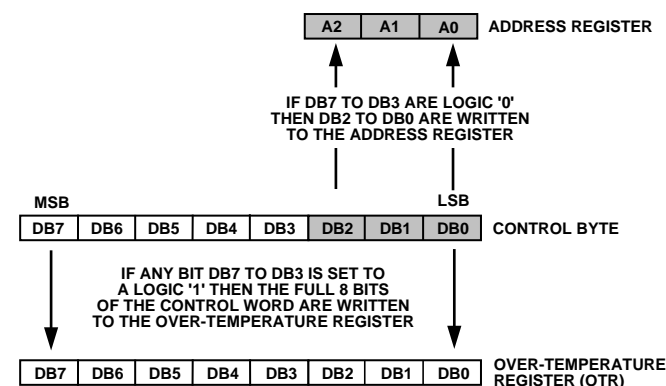 A2 A1 A0 ADDRESS REGISTER
IF DB7 TO DB3 ARE LOGIC '0'
THEN DB2 TO DB0 ARE WRITTEN
TO THE ADDRESS REGISTER
MSB LSB
DB7 DB6 DB5 DB4 DB3 DB2 DB1 DB0 CONTROL BYTE
IF ANY BIT DB7 TO DB3 IS SET TO
A LOGIC '1' THEN THE FULL 8 BITS
OF THE CONTROL WORD ARE WRITTEN
TO THE OVER-TEMPERATURE REGISTER
DB7 DB6 DB5 DB4 DB3 DB2 DB1 DB0 OVER-TEMPERATURE
REGISTER (OTR)